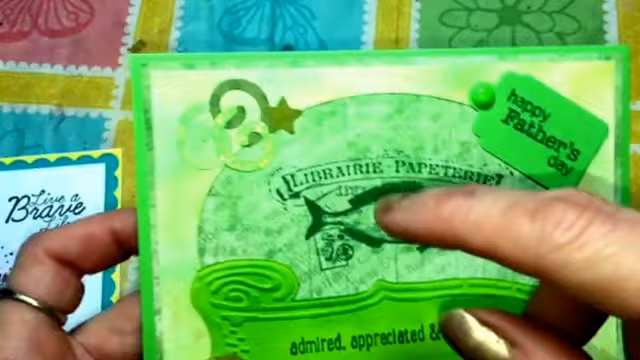 happy
Father's
day
LIBRAIRIE · PAPETERIE
Live a
Brave
admired, appreciated &